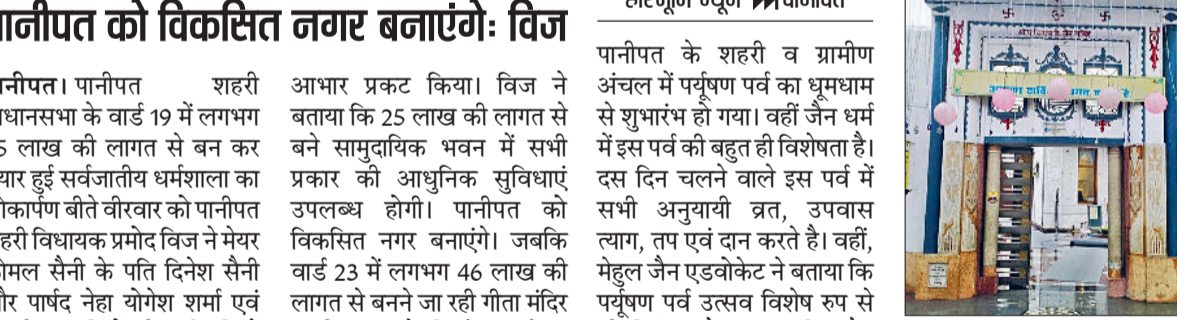 पानीपत को विकसित नगर बनाएंगेः विज
पानीपत। पानीपत शहरी
विधानसभा के वार्ड 19 में लगभग
लाख की लागत से बन कर
तैयार हुई सर्वजातीय धर्मशाला का
लोकार्पण बीते वीरवार को पानीपत
शहरी विधायक प्रमोद विज ने मेयर
कोमल सैनी के पति दिनेश सैनी
और पार्षद नेहा योगेश शर्मा एवं
आभार प्रकट किया। विज ने
बताया कि 25 लाख की लागत से
बने सामुदायिक भवन में सभी
प्रकार की आधुनिक सुविधाएं
उपलब्ध होगी। पानीपत को
विकसित नगर बनाएंगे। जबकि
वार्ड 23 में लगभग 46 लाख की
लागत से बनने जा रही गीता मंदिर
हरिभूमि न्यूज ▶▶ पानीपत
पानीपत के शहरी व ग्रामीण
अंचल में पर्यूषण पर्व का धूमधाम
से शुभारंभ हो गया। वहीं जैन धर्म
में इस पर्व की बहुत ही विशेषता है।
दस दिन चलने वाले इस पर्व में
सभी अनुयायी व्रत, उपवास
त्याग, तप एवं दान करते है। वहीं,
मेहुल जैन एडवोकेट ने बताया कि
पर्यूषण पर्व उत्सव विशेष रुप से